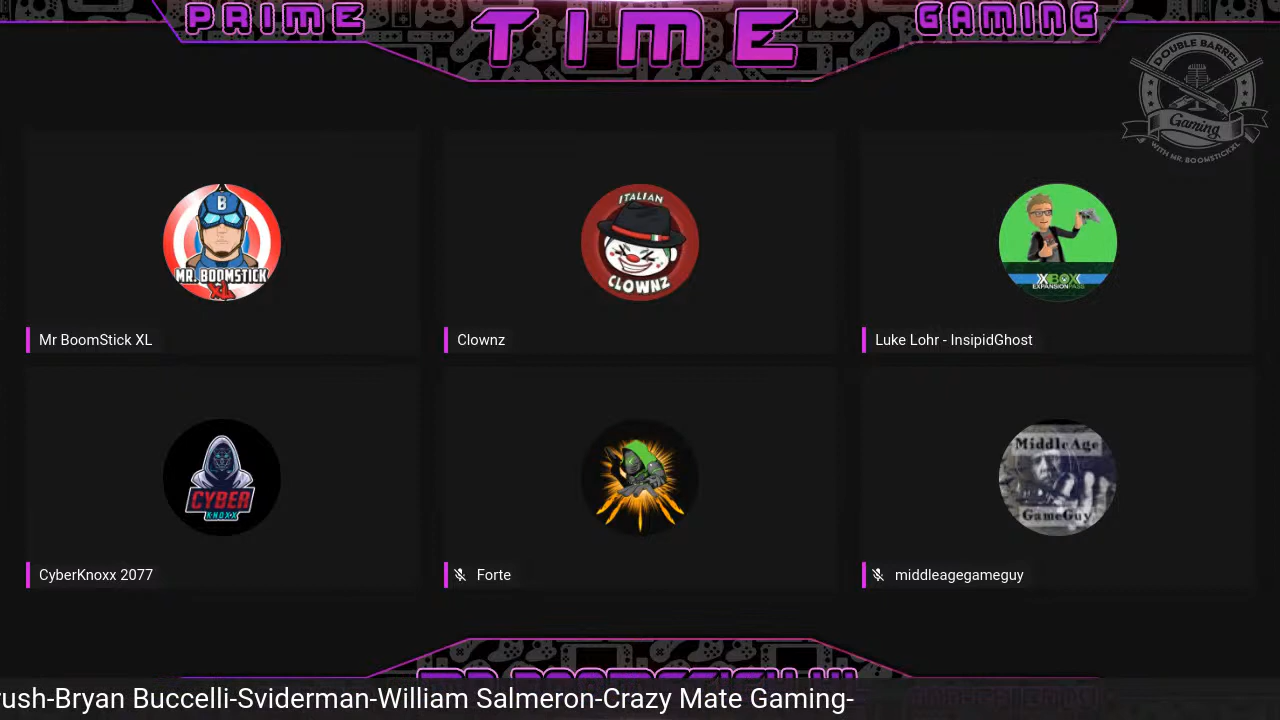 PRIME TIME GAMING
DOUBLE BARREL
Gaming
WITH MR. BOOMSTICKXL
B
MR. BOOMSTICK
XL
Mr BoomStick XL
ITALIAN
CLOWNZ
Clownz
XBOX
EXPANSION PASS
Luke Lohr - InsipidGhost
CYBER
KNOXX
CyberKnoxx 2077
Forte
MiddleAge
GameGuy
middleagegameguy
rush-Bryan Buccelli-Sviderman-William Salmeron-Crazy Mate Gaming-